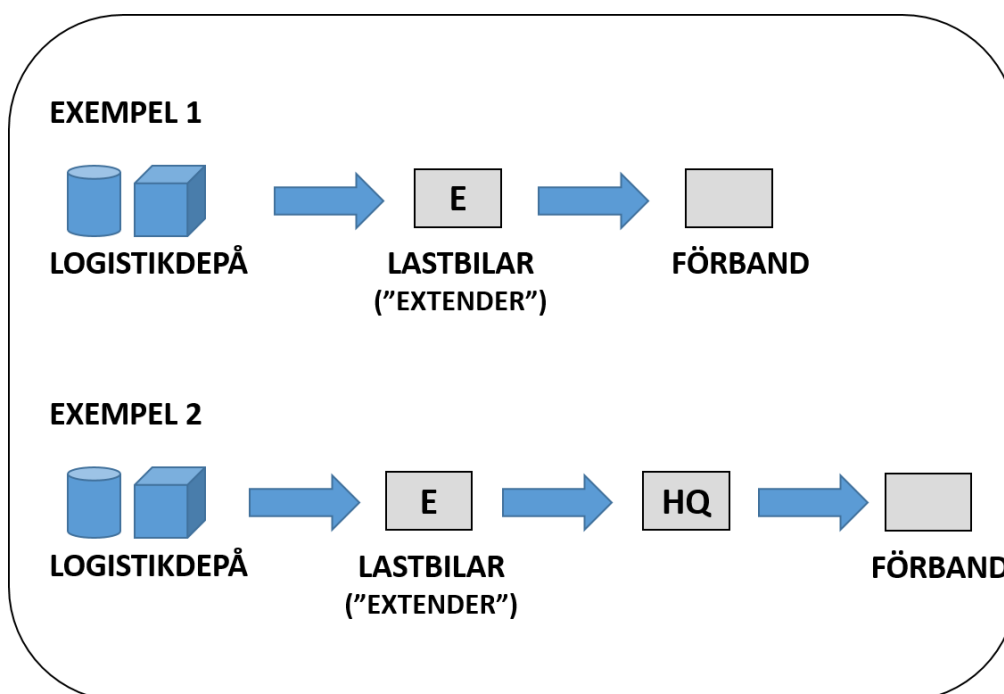 EXEMPEL 1
E
LOGISTIKDEPÅ
LASTBILAR
FÖRBAND
(”EXTENDER”)
EXEMPEL 2
E
HQ
LOGISTIKDEPÅ
LASTBILAR
FÖRBAND
(”EXTENDER”)